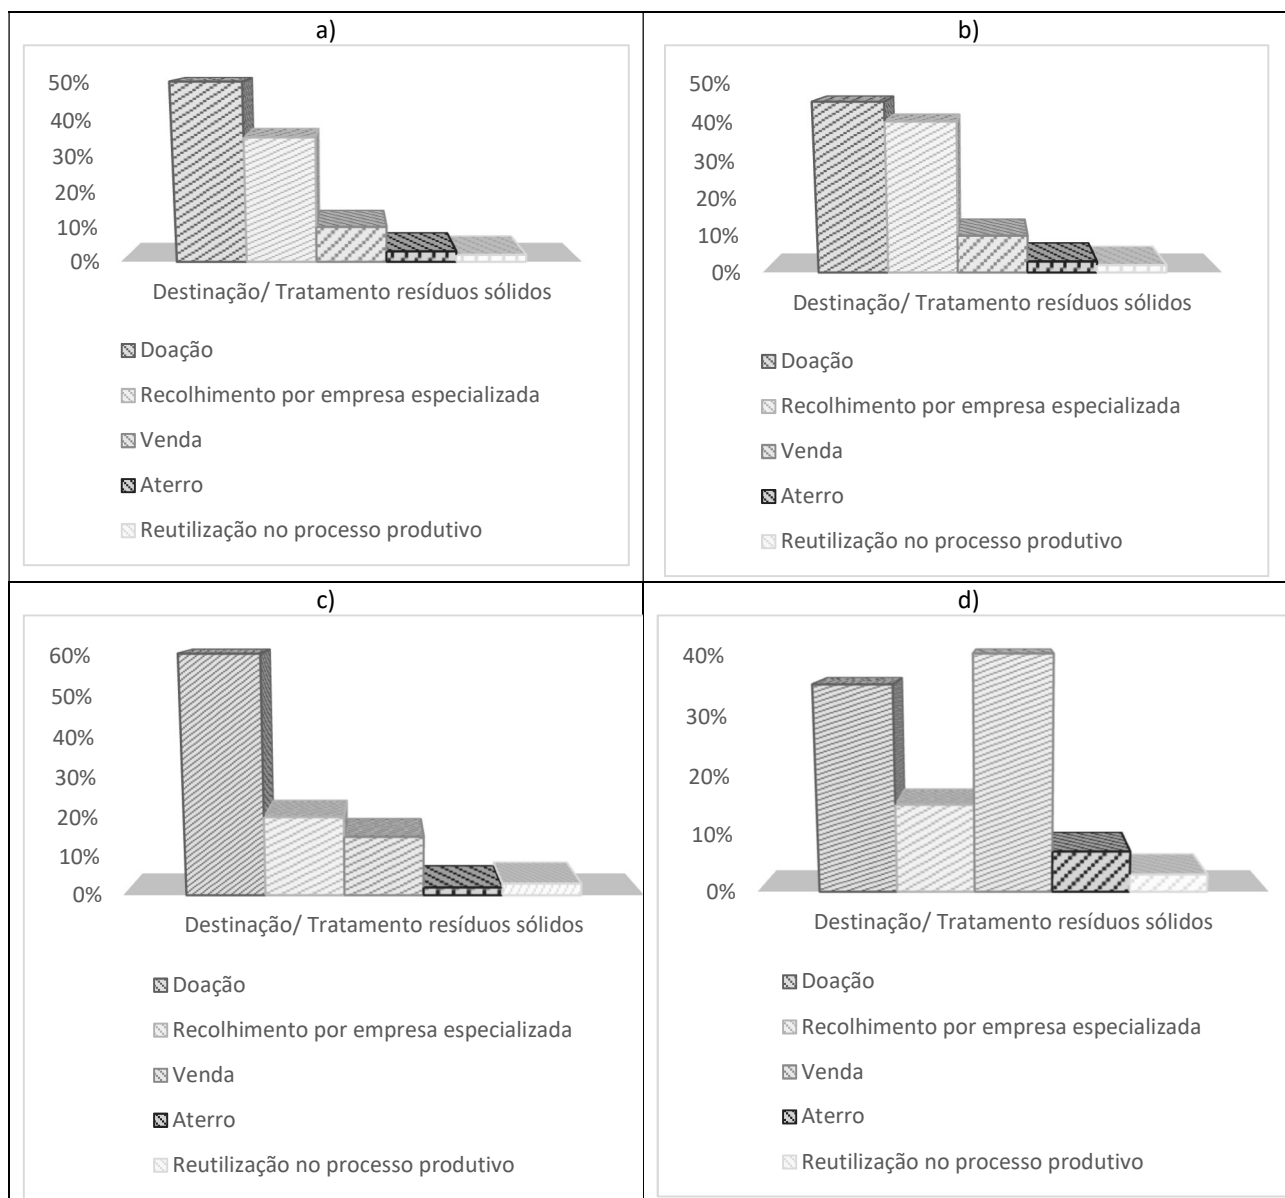 a)
50%
40%
30%
20%
10%
0%
Destinação/ Tratamento resíduos sólidos
Doação
Recolhimento por empresa especializada
Venda
Aterro
Reutilização no processo produtivo
b)
50%
40%
30%
20%
10%
0%
Destinação/ Tratamento resíduos sólidos
Doação
Recolhimento por empresa especializada
Venda
Aterro
Reutilização no processo produtivo
c)
60%
50%
40%
30%
20%
10%
0%
Destinação/ Tratamento resíduos sólidos
Doação
Recolhimento por empresa especializada
Venda
Aterro
Reutilização no processo produtivo
d)
40%
30%
20%
10%
0%
Destinação/ Tratamento resíduos sólidos
Doação
Recolhimento por empresa especializada
Venda
Aterro
Reutilização no processo produtivo